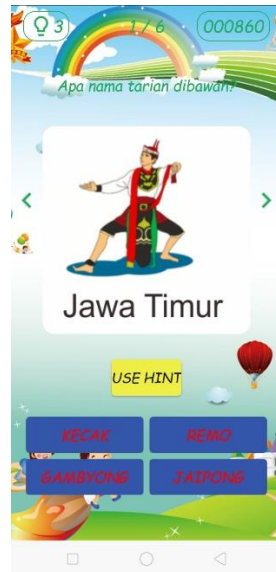 3
1 / 6
000860
Apa nama tarian dibawah?
Jawa Timur
USE HINT
KECAK
REMO
GAMBYONG
JAIPONG